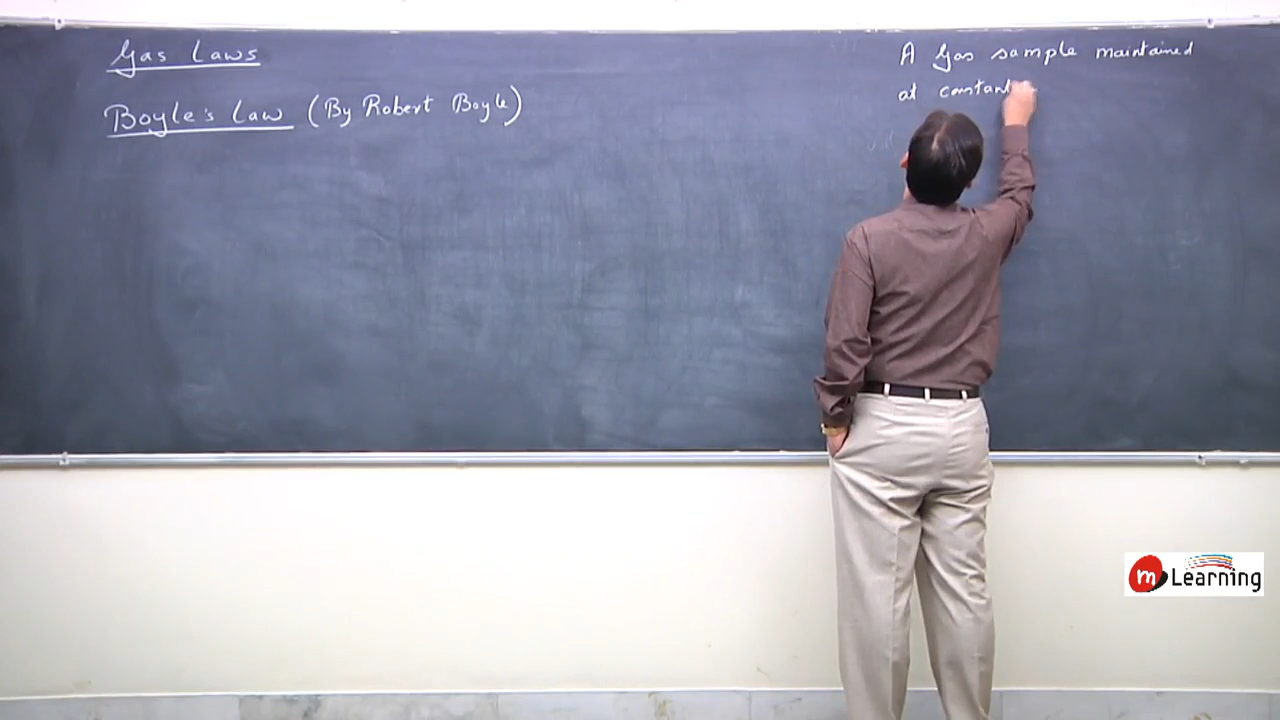 Gas Laws
Boyle's Law (By Robert Boyle)
A Gas sample maintained
at constant
m Learning